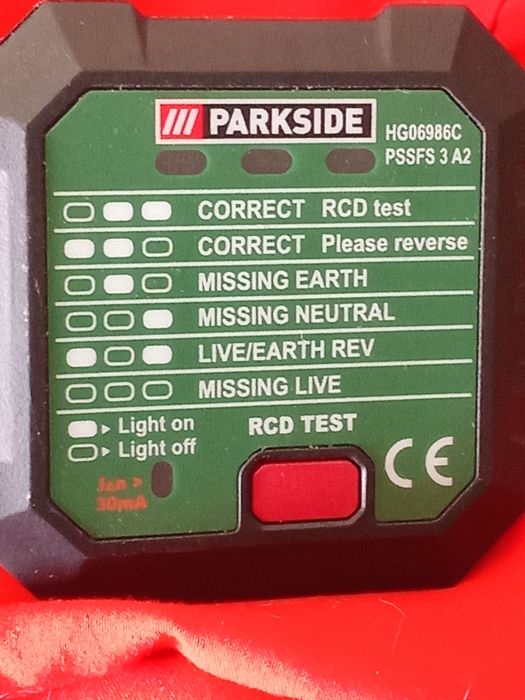 /// PARKSIDE
HG06986C
PSSFS 3 A2
CORRECT RCD test
CORRECT Please reverse
MISSING EARTH
MISSING NEUTRAL
LIVE/EARTH REV
MISSING LIVE
Light on
Light off
RCD TEST
I∆n >
30mA
CE